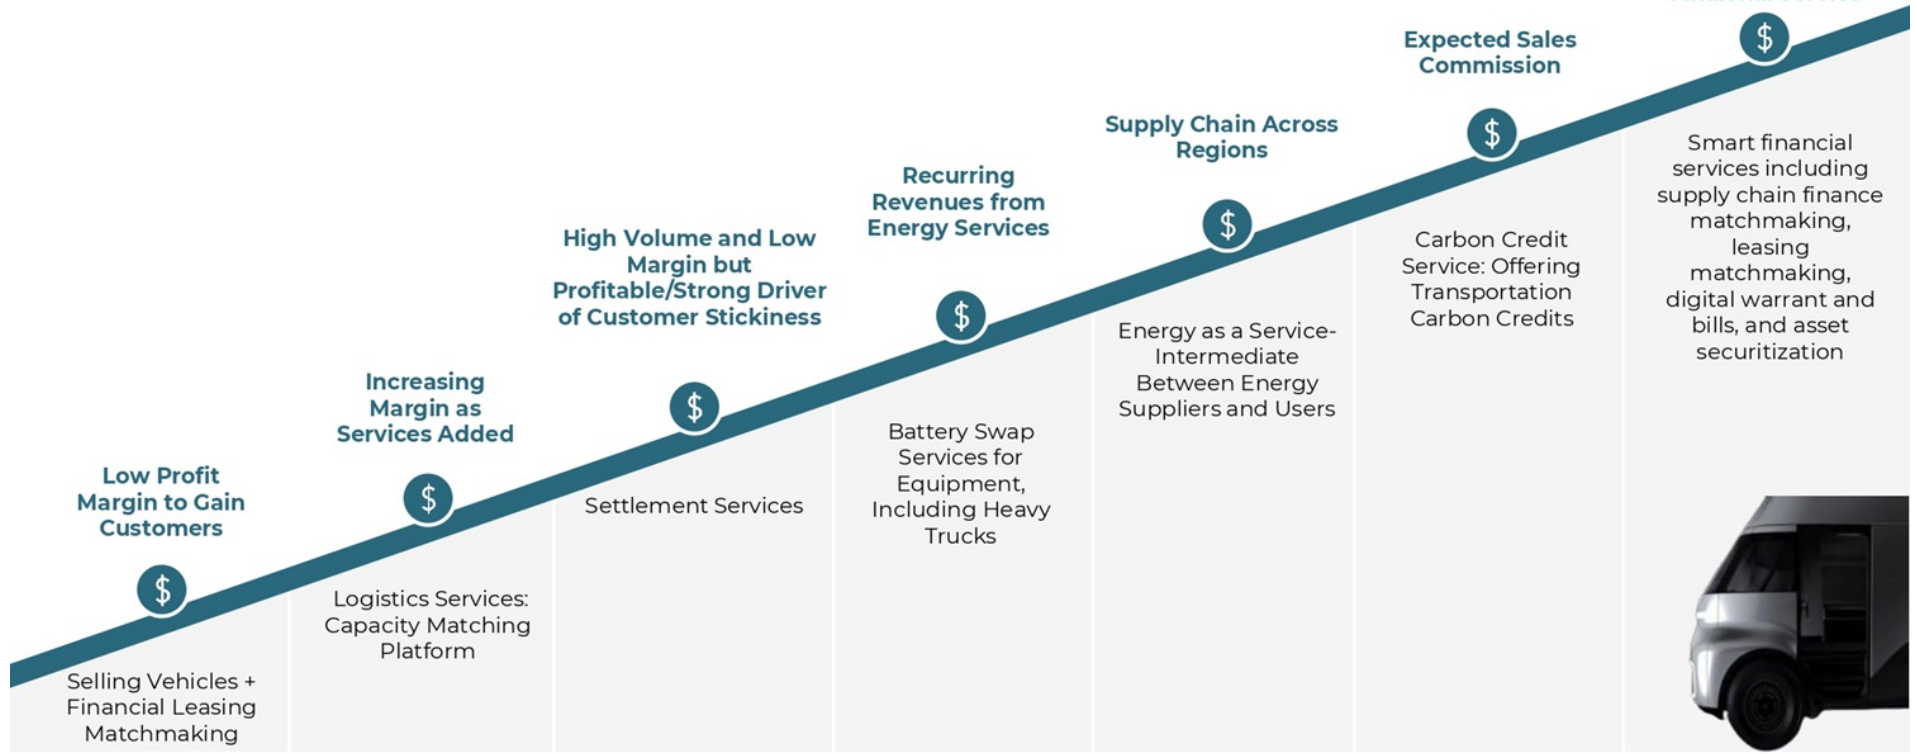 Low Profit
Margin to Gain
Customers
$
Selling Vehicles +
Financial Leasing
Matchmaking
Increasing
Margin as
Services Added
$
Logistics Services:
Capacity Matching
Platform
High Volume and Low
Margin but
Profitable/Strong Driver
of Customer Stickiness
$
Settlement Services
Recurring
Revenues from
Energy Services
$
Battery Swap
Services for
Equipment,
Including Heavy
Trucks
Supply Chain Across
Regions
$
Energy as a Service-
Intermediate
Between Energy
Suppliers and Users
Expected Sales
Commission
$
Carbon Credit
Service: Offering
Transportation
Carbon Credits
$
Smart financial
services including
supply chain finance
matchmaking,
leasing
matchmaking,
digital warrant and
bills, and asset
securitization